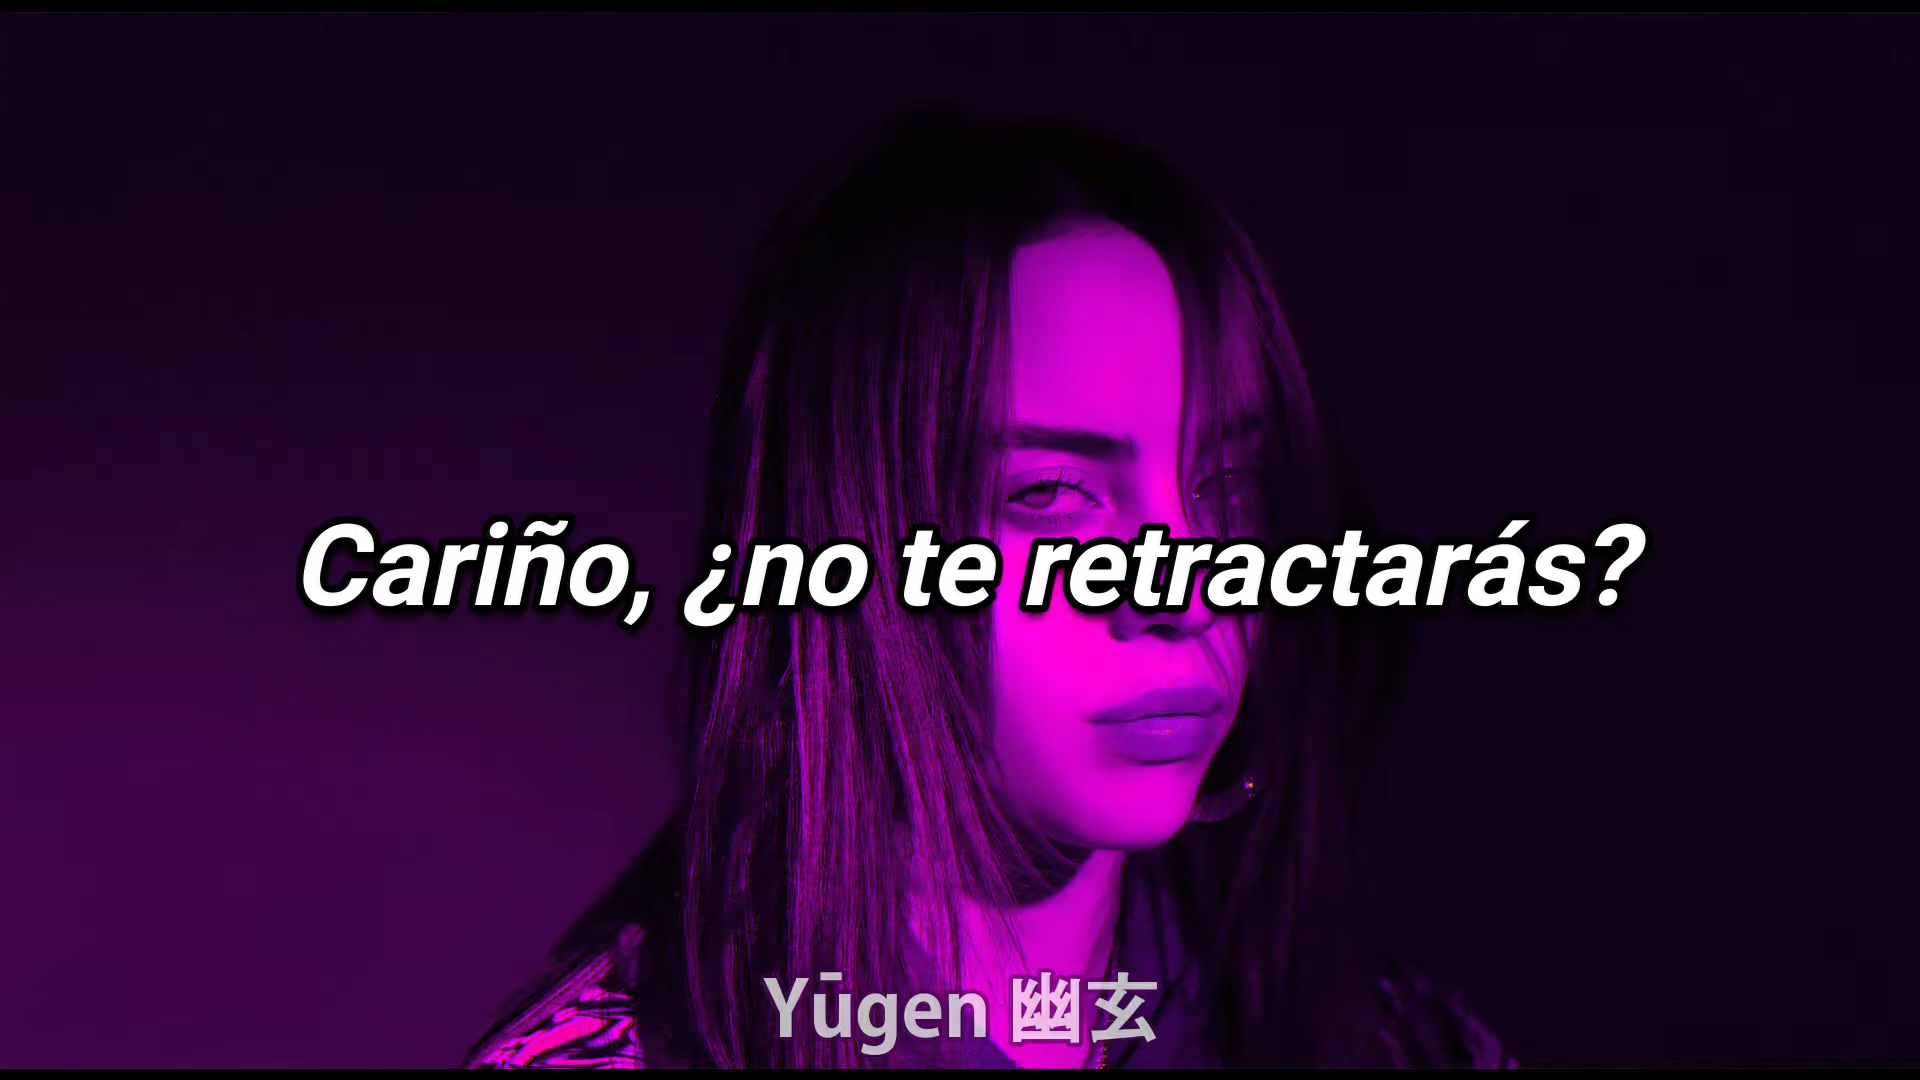 Cariño, ¿no te retractarás?
Yūgen 幽玄